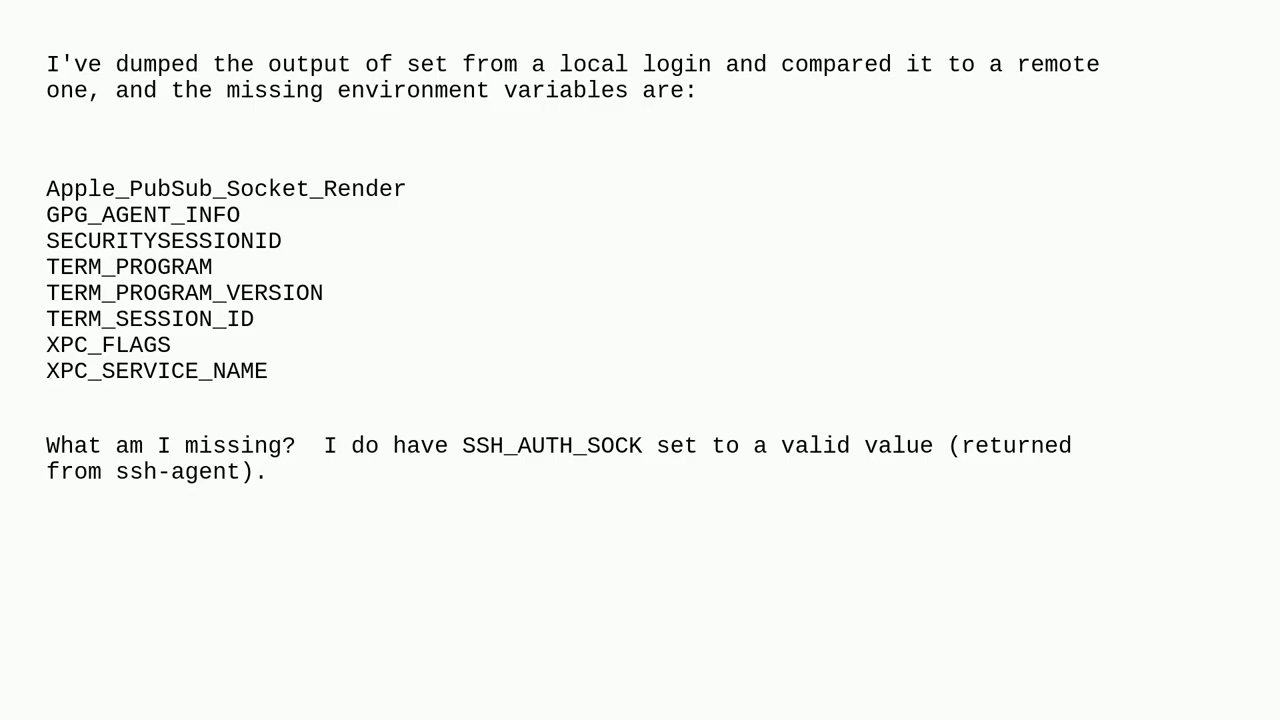 I've dumped the output of set from a local login and compared it to a remote
one, and the missing environment variables are:
Apple_PubSub_Socket_Render
GPG_AGENT_INFO
SECURITYSESSIONID
TERM_PROGRAM
TERM_PROGRAM_VERSION
TERM_SESSION_ID
XPC_FLAGS
XPC_SERVICE_NAME
What am I missing?  I do have SSH_AUTH_SOCK set to a valid value (returned
from ssh-agent).